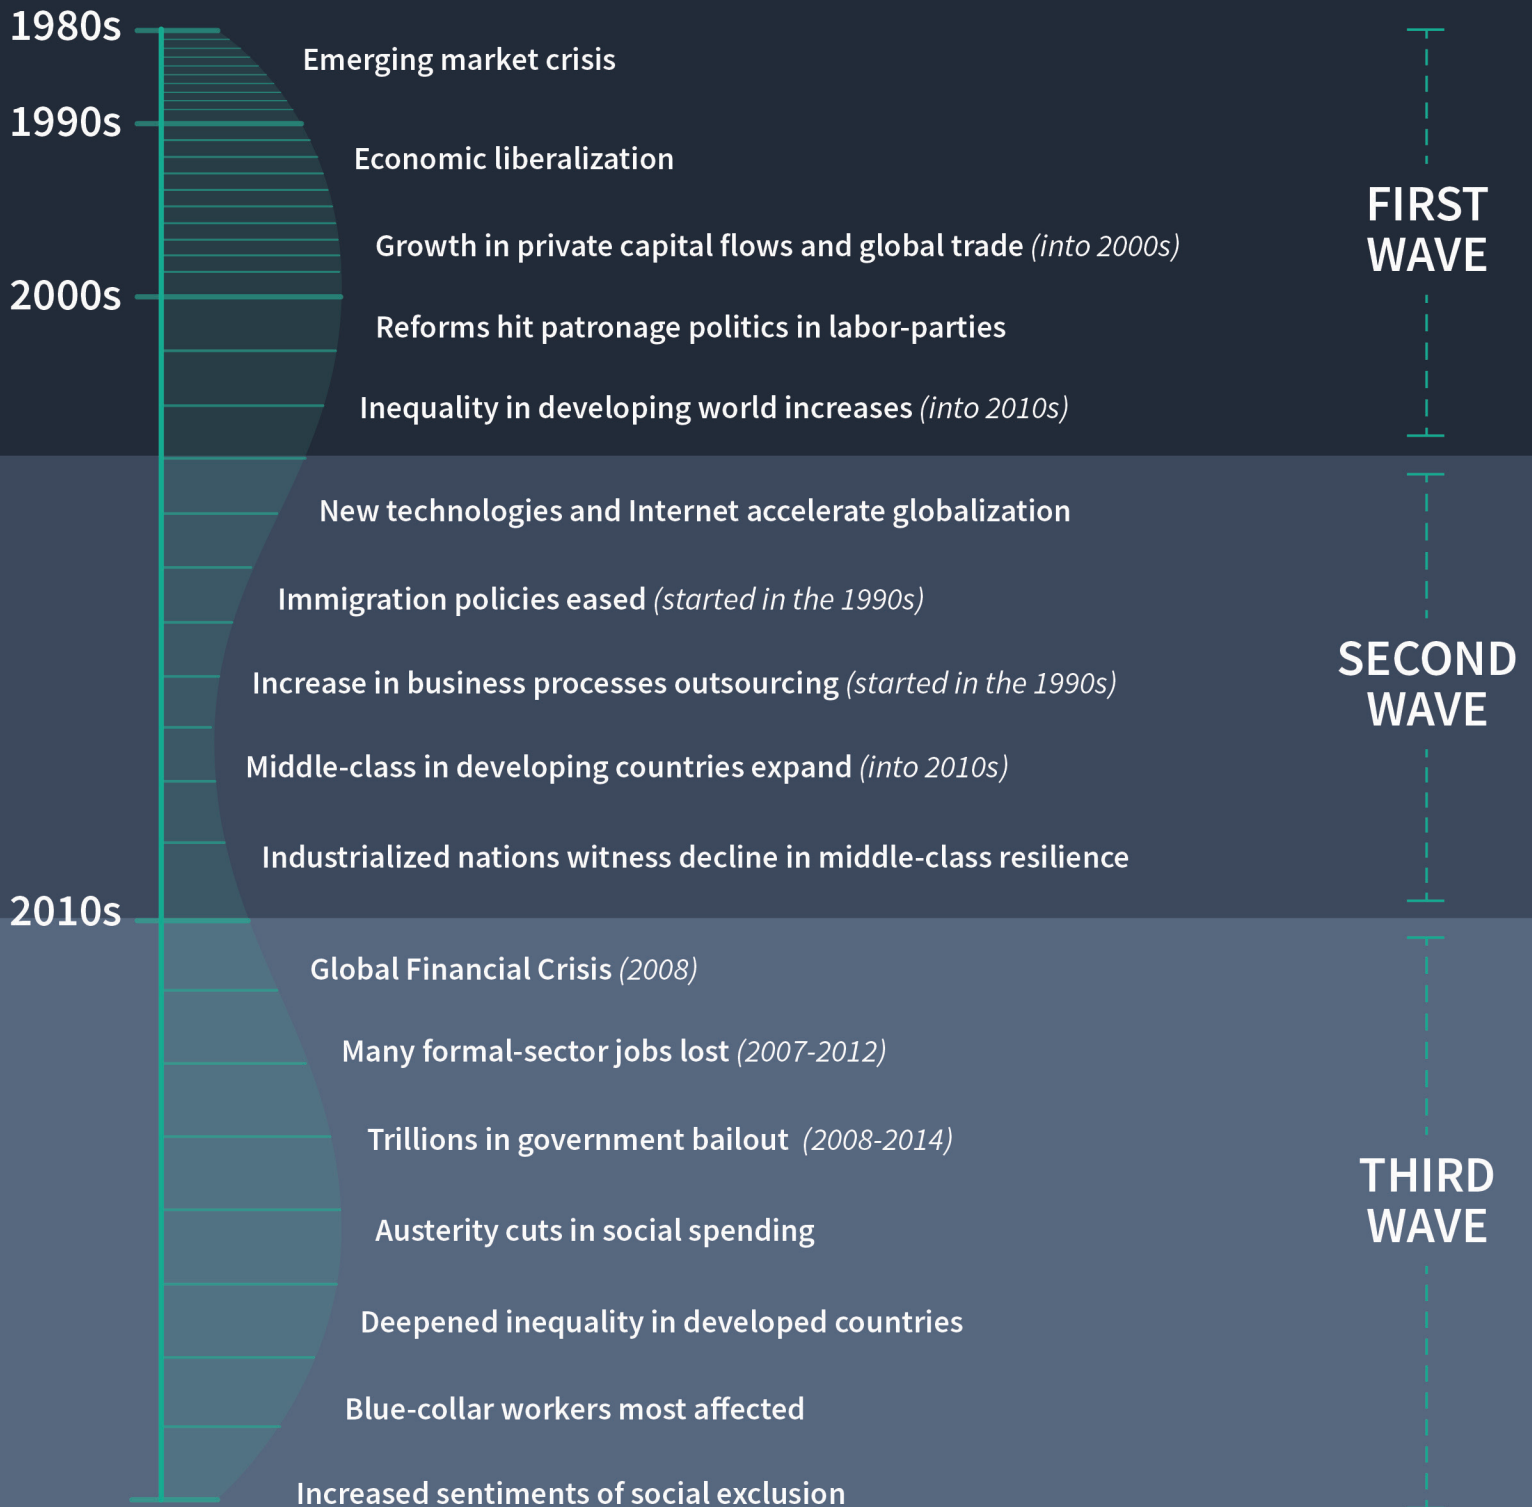 1980s
Emerging market crisis
1990s
Economic liberalization
FIRST
WAVE
Growth in private capital flows and global trade (into 2000s)
2000s
Reforms hit patronage politics in labor-parties
Inequality in developing world increases (into 2010s)
New technologies and Internet accelerate globalization
Immigration policies eased (started in the 1990s)
SECOND
WAVE
Increase in business processes outsourcing (started in the 1990s)
Middle-class in developing countries expand (into 2010s)
Industrialized nations witness decline in middle-class resilience
2010s
Global Financial Crisis (2008)
Many formal-sector jobs lost (2007-2012)
Trillions in government bailout (2008-2014)
THIRD
WAVE
Austerity cuts in social spending
Deepened inequality in developed countries
Blue-collar workers most affected
Increased sentiments of social exclusion